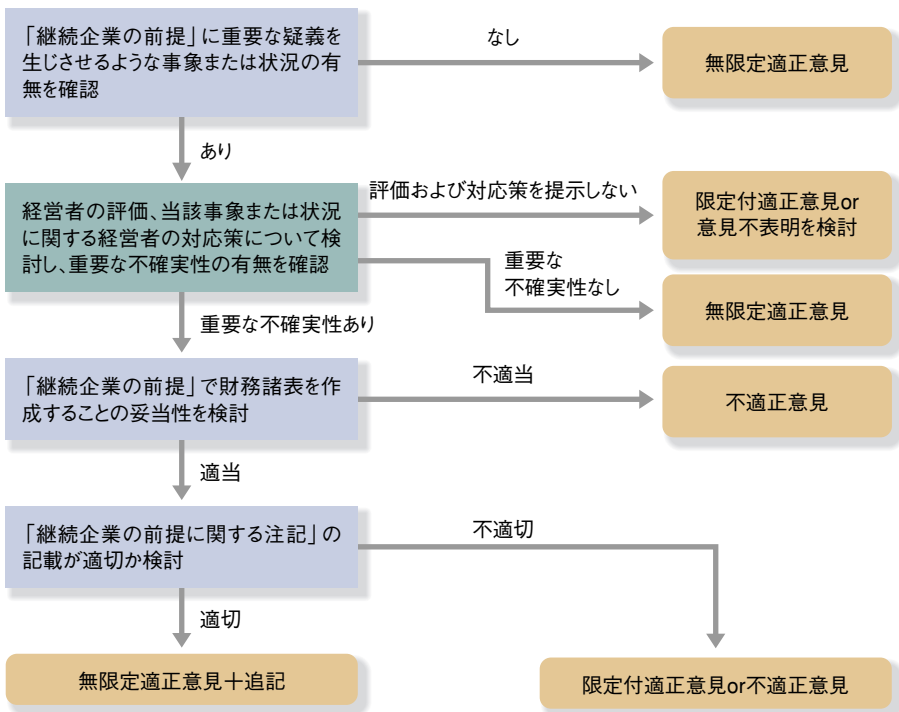 「継続企業の前提」に重要な疑義を
生じさせるような事象または状況の有
無を確認
なし
無限定適正意見
あり
経営者の評価、当該事象または状況
に関する経営者の対応策について検
討し、重要な不確実性の有無を確認
評価および対応策を提示しない
限定付適正意見or
意見不表明を検討
重要な
不確実性なし
無限定適正意見
重要な不確実性あり
「継続企業の前提」で財務諸表を作
成することの妥当性を検討
不適当
不適正意見
適当
「継続企業の前提に関する注記」の
記載が適切か検討
不適切
適切
無限定適正意見＋追記
限定付適正意見or不適正意見